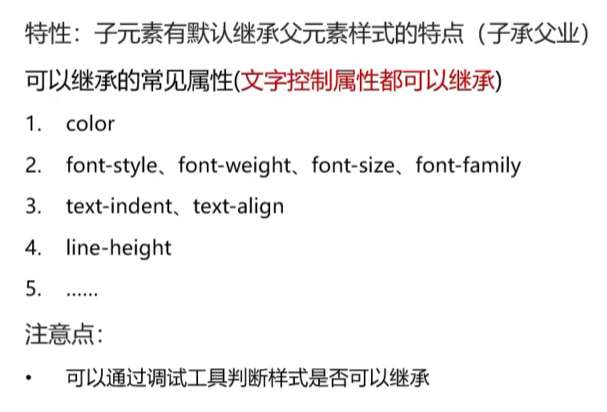 特性：子元素有默认继承父元素样式的特点（子承父业）
可以继承的常见属性(文字控制属性都可以继承)
1. color
2. font-style、font-weight、font-size、font-family
3. text-indent、text-align
4. line-height
5. ……
注意点：
• 可以通过调试工具判断样式是否可以继承